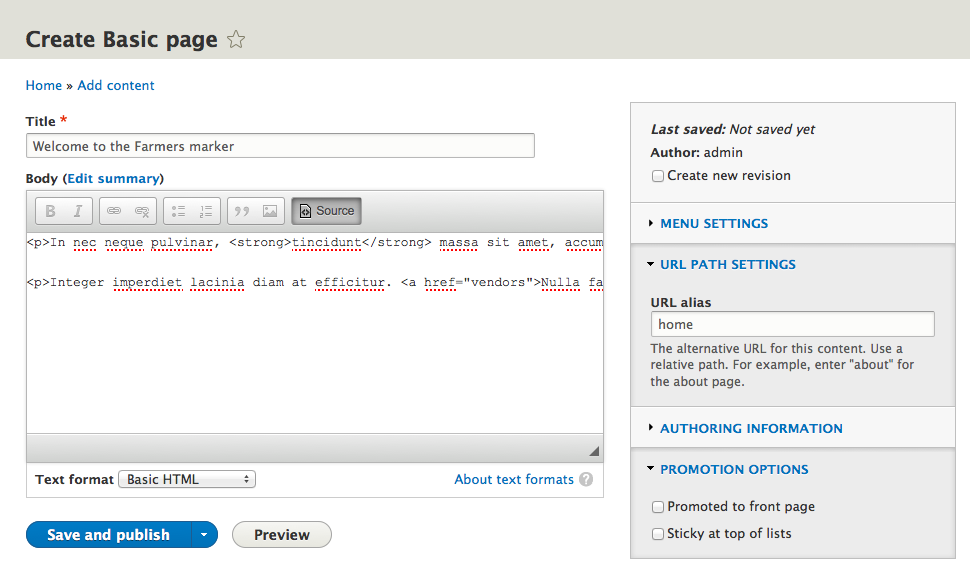 Create Basic page
Home » Add content
Title *
Welcome to the Farmers marker
Body (Edit summary)
B I Source
<p>In nec neque pulvinar, <strong>tincidunt</strong> massa sit amet, accum
<p>Integer imperdiet lacinia diam at efficitur. <a href="vendors">Nulla fa
Text format Basic HTML
About text formats ?
Save and publish
Preview
Last saved: Not saved yet
Author: admin
Create new revision
MENU SETTINGS
URL PATH SETTINGS
URL alias
home
The alternative URL for this content. Use a
relative path. For example, enter "about" for
the about page.
AUTHORING INFORMATION
PROMOTION OPTIONS
Promoted to front page
Sticky at top of lists